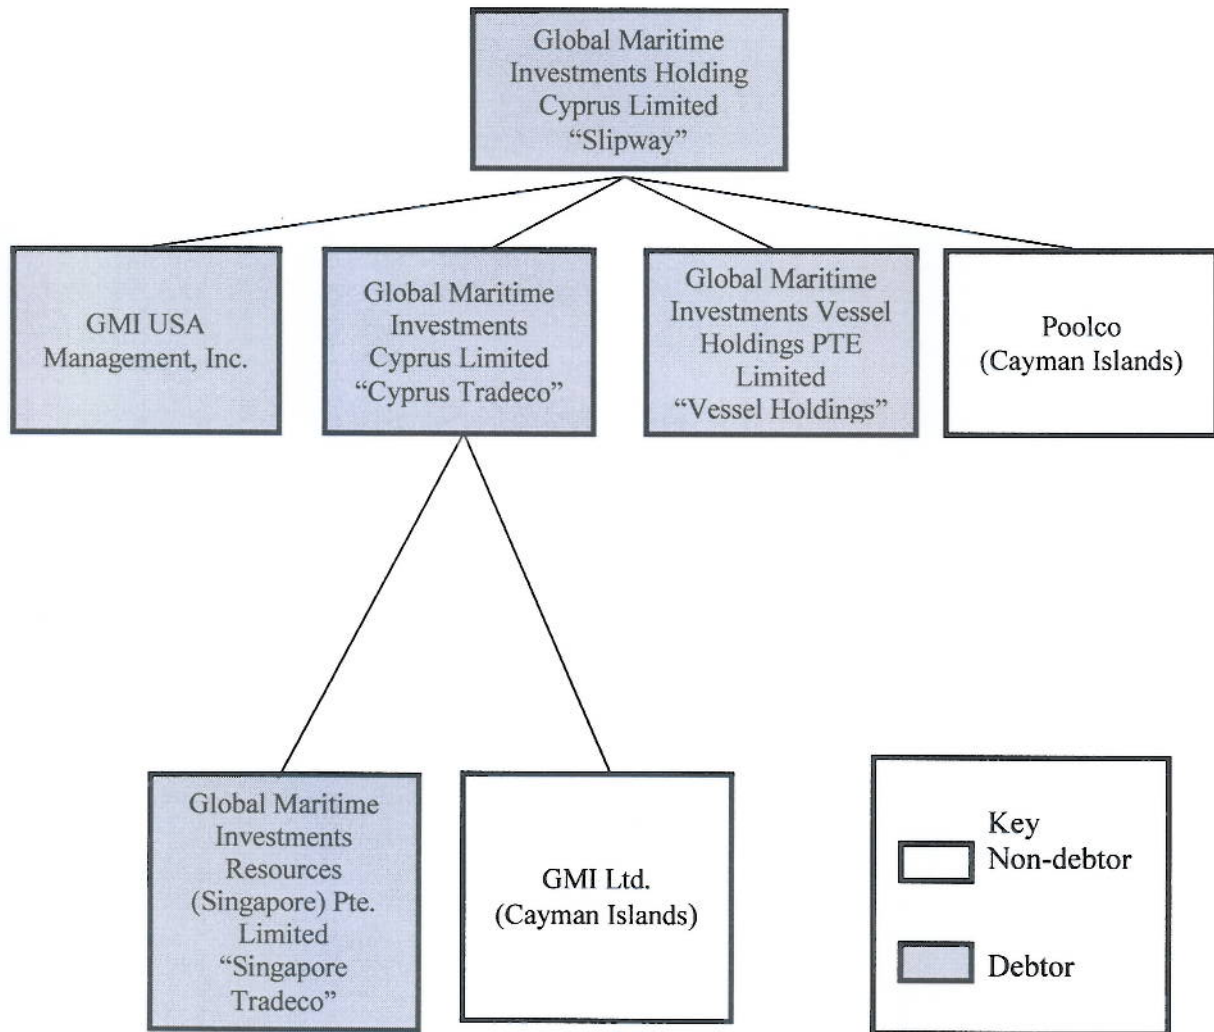 Global Maritime
Investments Holding
Cyprus Limited
“Slipway”
GMI USA
Management, Inc.
Global Maritime
Investments
Cyprus Limited
“Cyprus Tradeco”
Global Maritime
Investments Vessel
Holdings PTE
Limited
“Vessel Holdings”
Poolco
(Cayman Islands)
Global Maritime
Investments
Resources
(Singapore) Pte.
Limited
“Singapore
Tradeco”
GMI Ltd.
(Cayman Islands)
Key
Non-debtor
Debtor